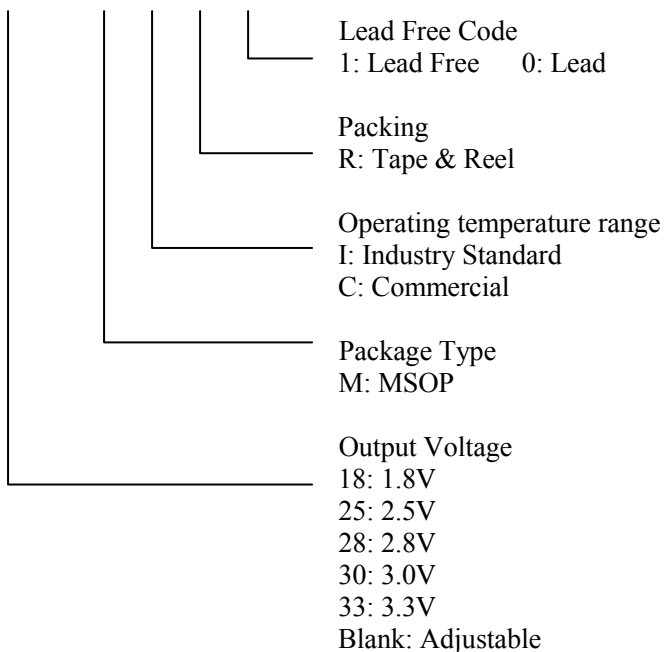 Lead Free Code
1: Lead Free 0: Lead
Packing
R: Tape & Reel
Operating temperature range
I: Industry Standard
C: Commercial
Package Type
M: MSOP
Output Voltage
18: 1.8V
25: 2.5V
28: 2.8V
30: 3.0V
33: 3.3V
Blank: Adjustable